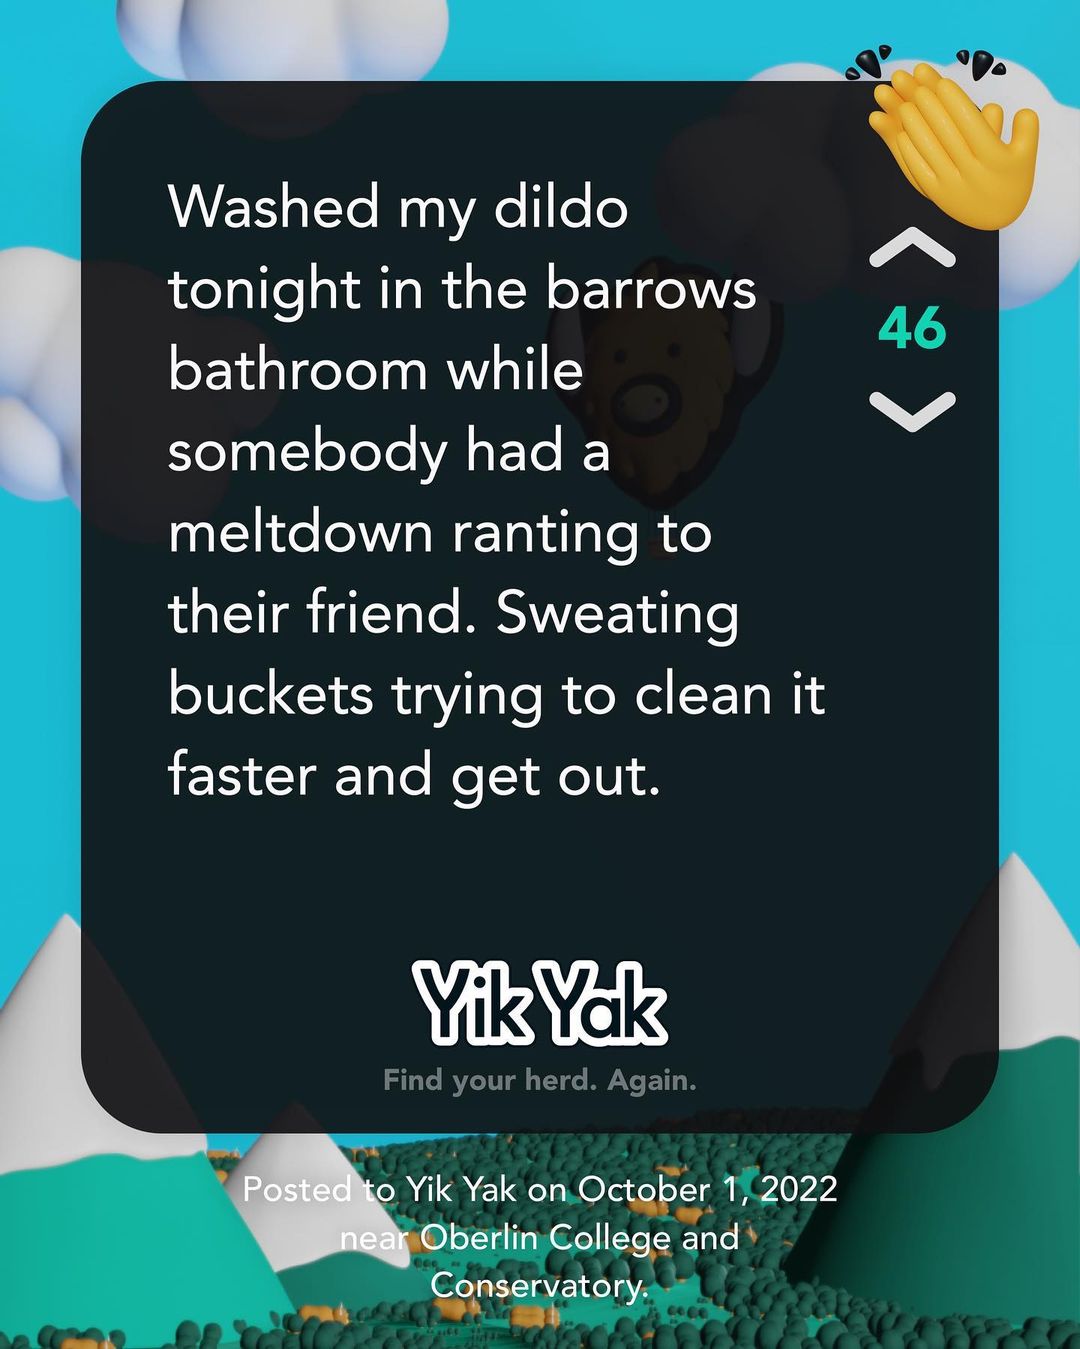 Washed my dildo
tonight in the barrows
bathroom while
somebody had a
meltdown ranting to
their friend. Sweating
buckets trying to clean it
faster and get out.
46
Yik Yak
Find your herd. Again.
Posted to Yik Yak on October 1, 2022
near Oberlin College and
Conservatory.